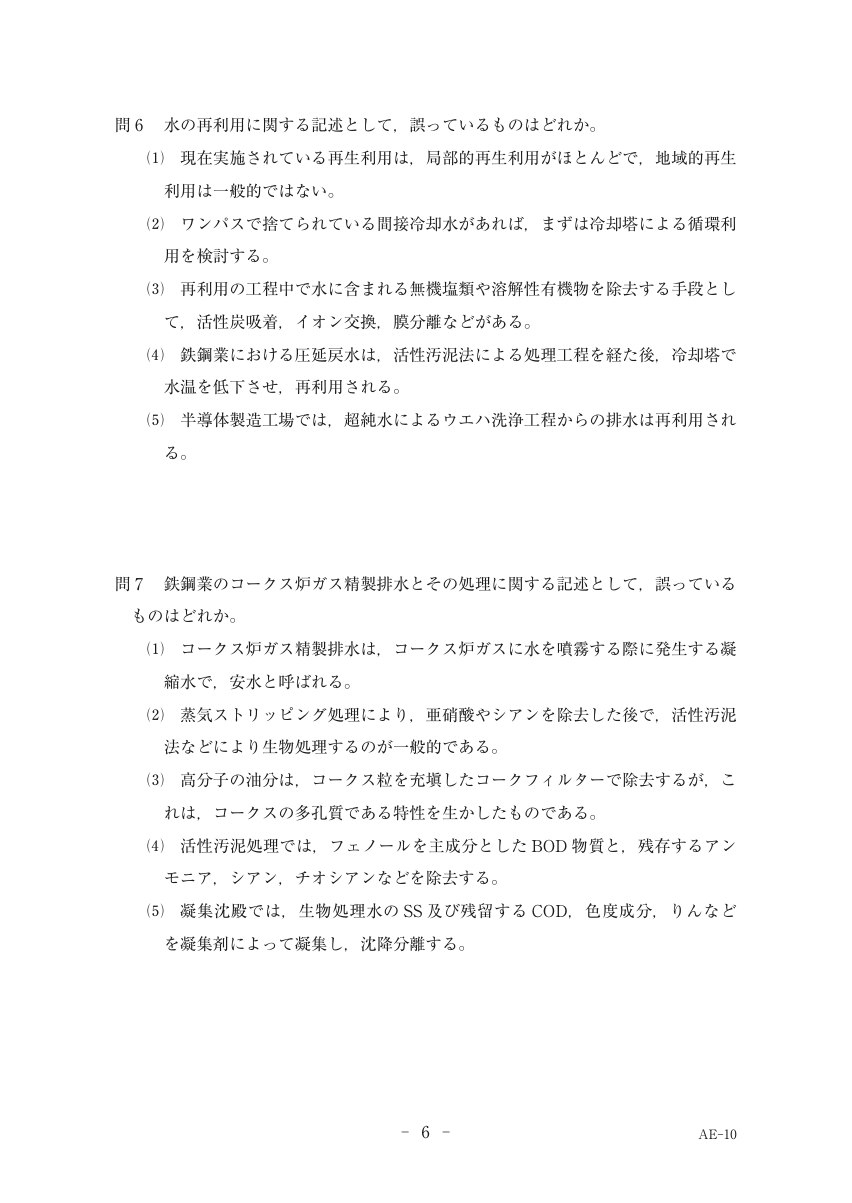 問６　水の再利用に関する記述として，誤っているものはどれか。
⑴　現在実施されている再生利用は，局部的再生利用がほとんどで，地域的再生
利用は一般的ではない。
⑵　ワンパスで捨てられている間接冷却水があれば，まずは冷却塔による循環利
用を検討する。
⑶　再利用の工程中で水に含まれる無機塩類や溶解性有機物を除去する手段とし
て，活性炭吸着，イオン交換，膜分離などがある。
⑷　鉄鋼業における圧延戻水は，活性汚泥法による処理工程を経た後，冷却塔で
水温を低下させ，再利用される。
⑸　半導体製造工場では，超純水によるウエハ洗浄工程からの排水は再利用され
る。
問７　鉄鋼業のコークス炉ガス精製排水とその処理に関する記述として，誤っている
ものはどれか。
⑴　コークス炉ガス精製排水は，コークス炉ガスに水を噴霧する際に発生する凝
縮水で，安水と呼ばれる。
⑵　蒸気ストリッピング処理により，亜硝酸やシアンを除去した後で，活性汚泥
法などにより生物処理するのが一般的である。
⑶　高分子の油分は，コークス粒を充塡したコークフィルターで除去するが，こ
れは，コークスの多孔質である特性を生かしたものである。
⑷　活性汚泥処理では，フェノールを主成分とした BOD 物質と，残存するアン
モニア，シアン，チオシアンなどを除去する。
⑸　凝集沈殿では，生物処理水の SS 及び残留する COD，色度成分，りんなど
を凝集剤によって凝集し，沈降分離する。
- 6 -
AE-10